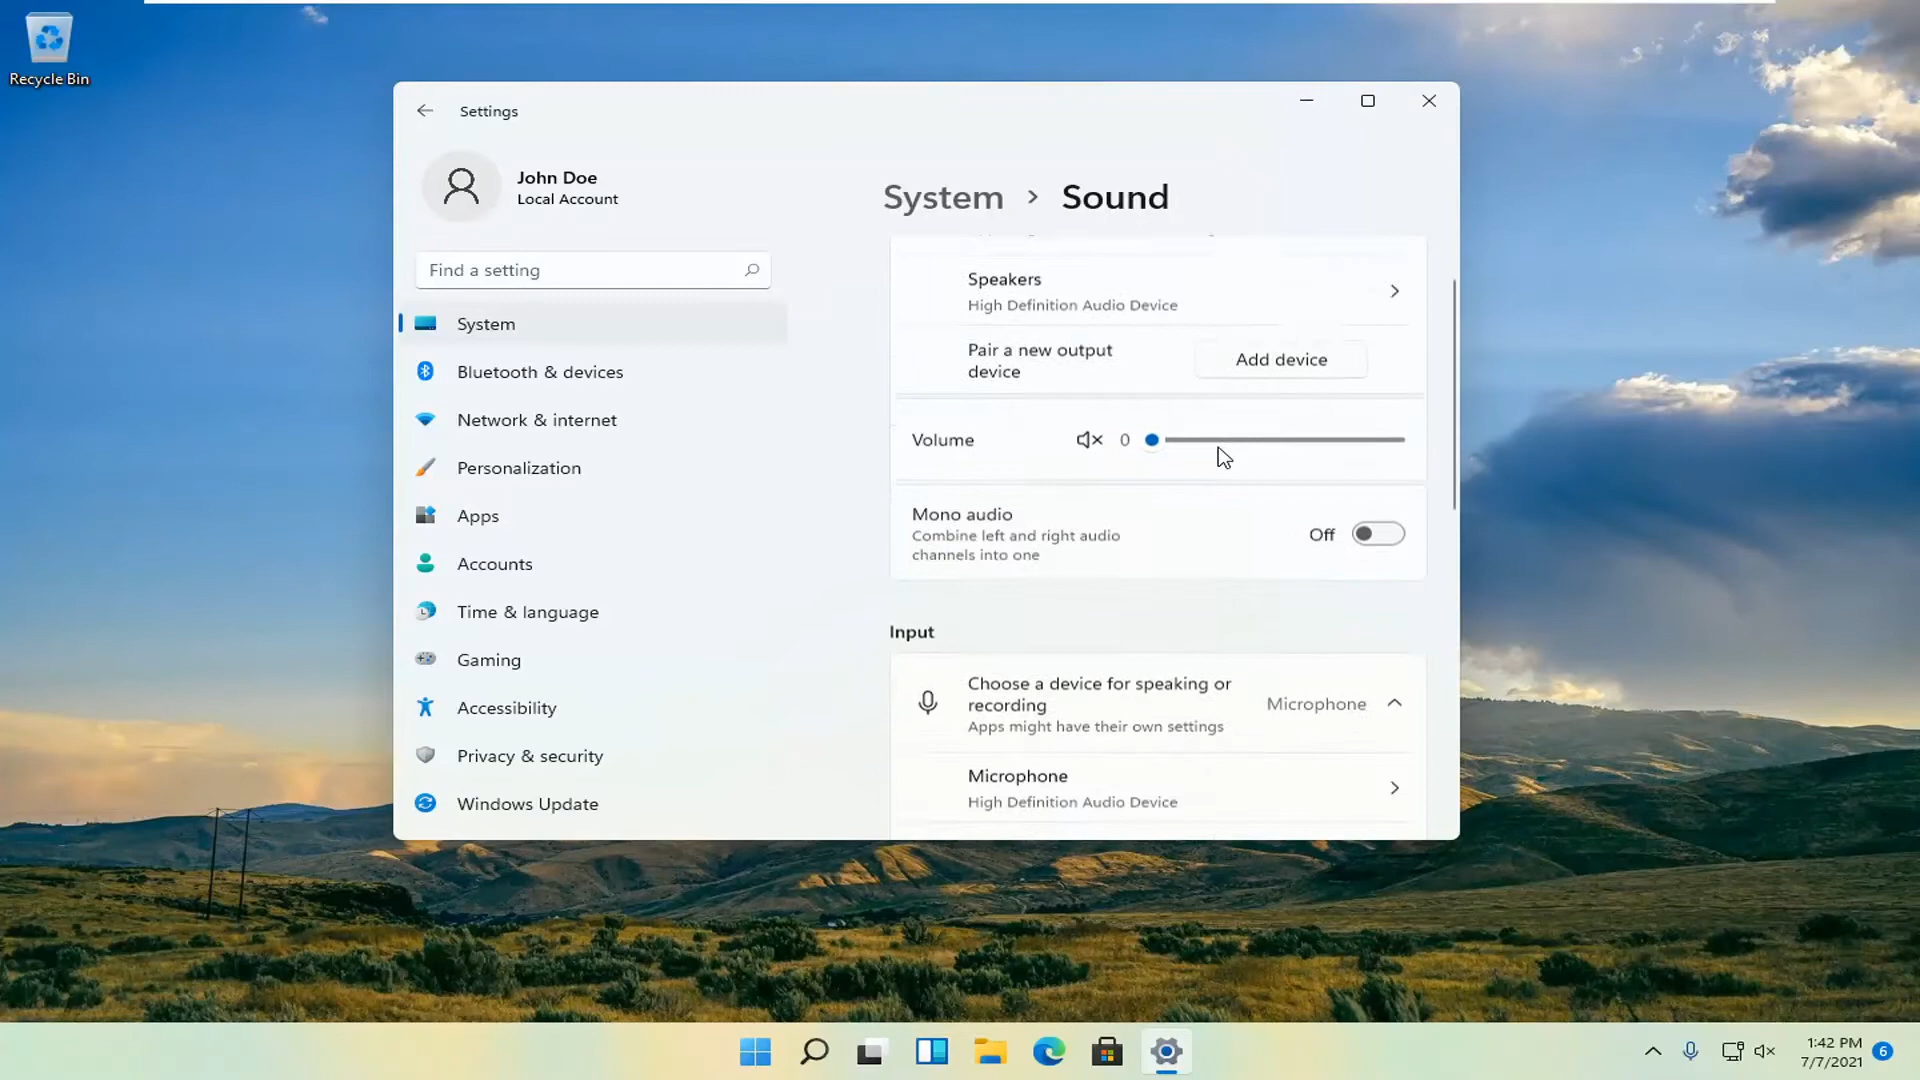 Recycle Bin
Settings
John Doe
Local Account
Find a setting
System
Bluetooth & devices
Network & internet
Personalization
Apps
Accounts
Time & language
Gaming
Accessibility
Privacy & security
Windows Update
System › Sound
Speakers
High Definition Audio Device
Pair a new output
device
Add device
Volume 0
Mono audio
Combine left and right audio
channels into one
Off
Input
Choose a device for speaking or
recording
Apps might have their own settings
Microphone
Microphone
High Definition Audio Device
1:42 PM
7/7/2021
6